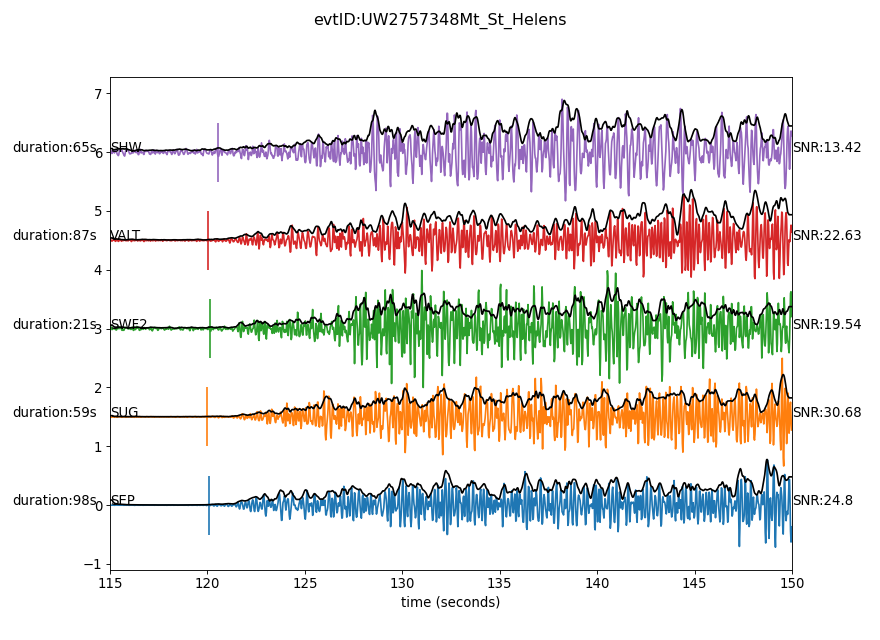 evtID:UW2757348Mt_St_Helens
7
duration:65s SHW SNR:13.42
6
5
duration:87s VALT SNR:22.63
4
duration:21s SWF2 SNR:19.54
3
2
duration:59s SUG SNR:30.68
1
duration:98s SEP SNR:24.8
0
−1
115 120 125 130 135 140 145 150
time (seconds)